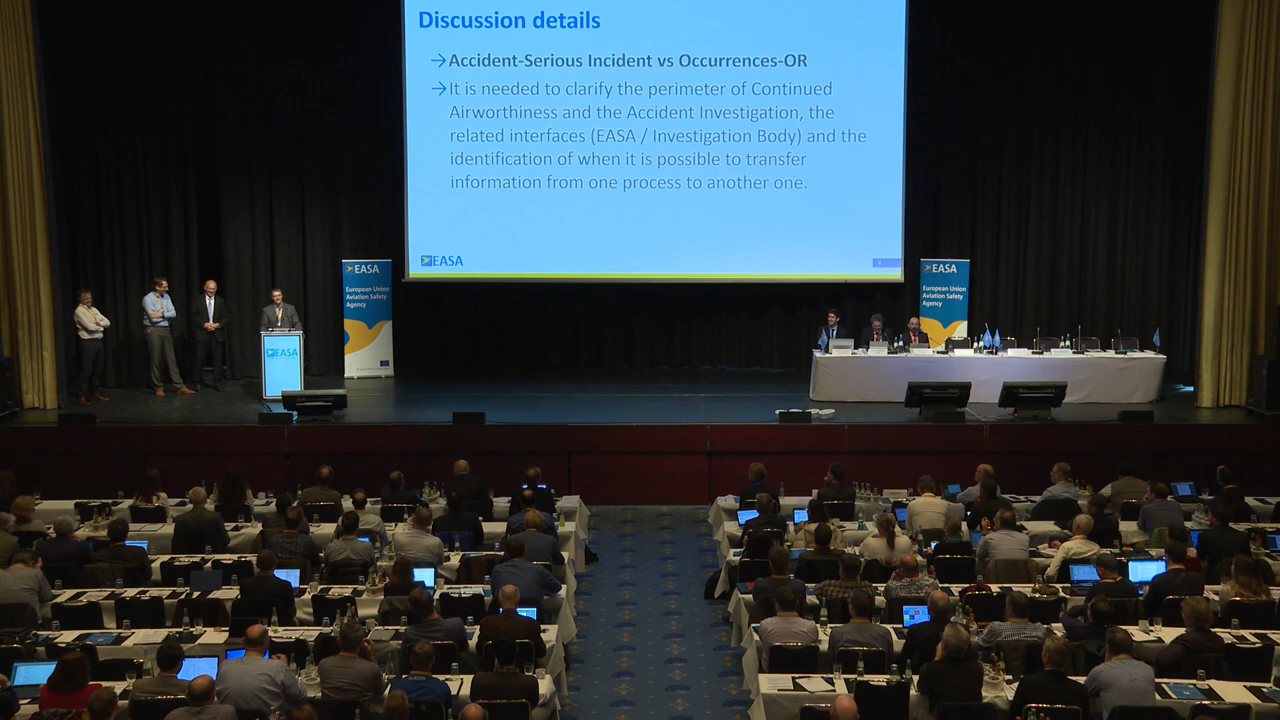 Discussion details
→Accident-Serious Incident vs Occurrences-OR
→It is needed to clarify the perimeter of Continued
Airworthiness and the Accident Investigation, the
related interfaces (EASA / Investigation Body) and the
identification of when it is possible to transfer
information from one process to another one.
EASA
4
EASA
European Union
Aviation Safety
Agency
EASA
EASA
European Union
Aviation Safety
Agency